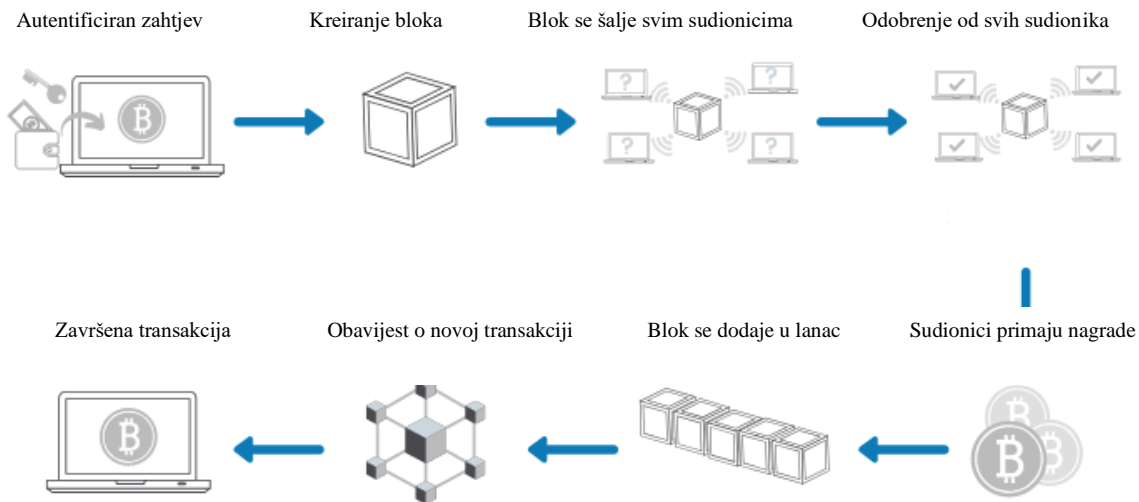 Autentificiran zahtjev
Kreiranje bloka
Blok se šalje svim sudionicima
Odobrenje od svih sudionika
? ?
? ?
Završena transakcija
Obavijest o novoj transakciji
Blok se dodaje u lanac
Sudionici primaju nagrade